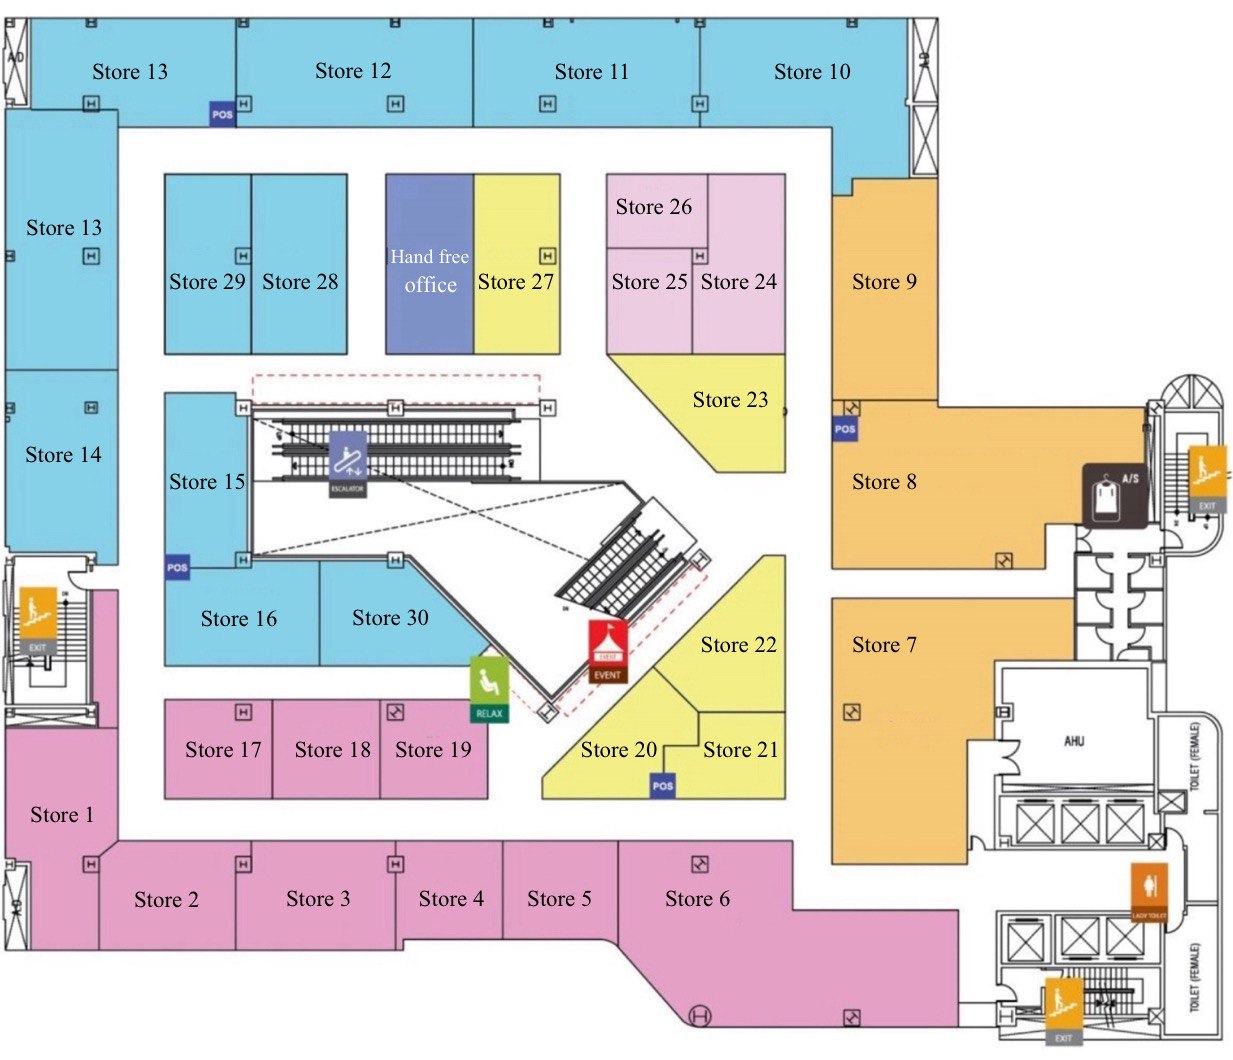 A/D
Store 13
Store 12
Store 11
Store 10
A/D
POS
Store 13
Store 26
Hand free
office
Store 29
Store 28
Store 27
Store 25
Store 24
Store 9
Store 23
POS
Store 14
Store 15
ESCALATOR
Store 8
A/S
EXIT
POS
Store 16
Store 30
EXIT
EVENT
EVENT
Store 22
Store 7
RELAX
Store 17
Store 18
Store 19
Store 20
Store 21
POS
AHU
TOILET (FEMALE)
Store 1
Store 2
Store 3
Store 4
Store 5
Store 6
A/D
LADY TOILET
TOILET (FEMALE)
EXIT